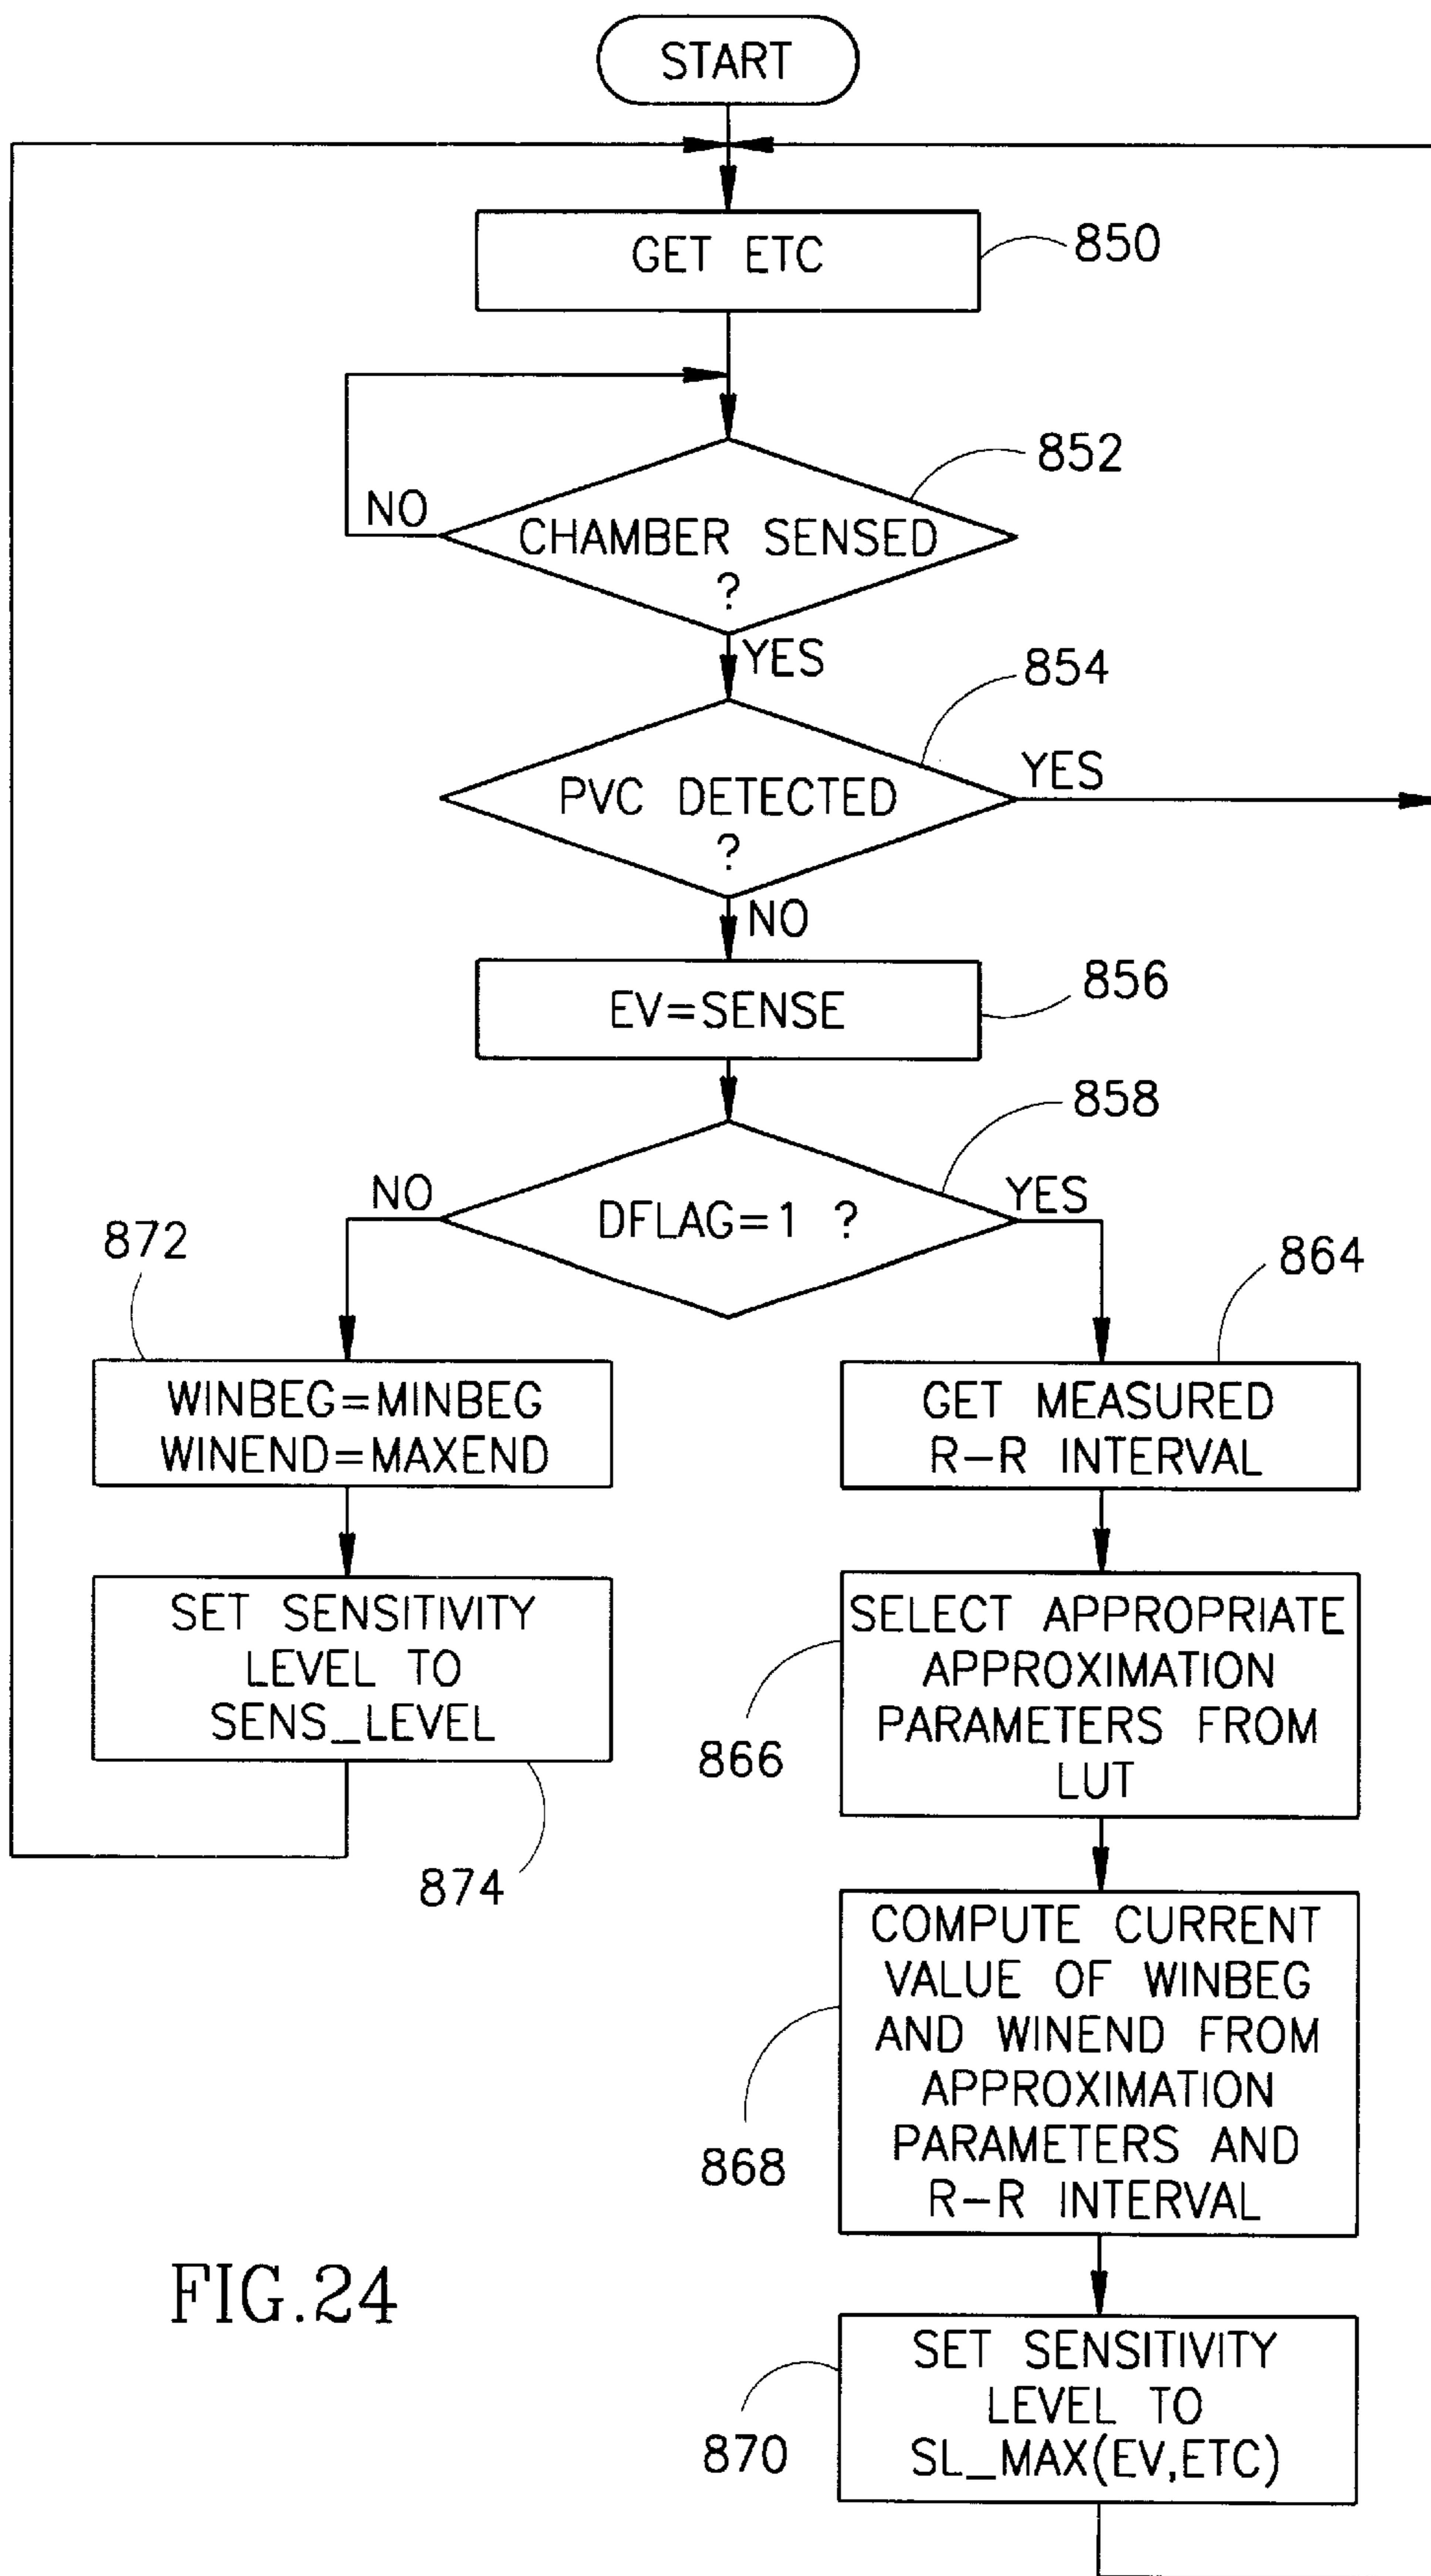 START
GET ETC
850
852
NO
CHAMBER SENSED
?
YES
854
YES
PVC DETECTED
?
NO
856
EV=SENSE
858
NO
YES
DFLAG=1 ?
872
864
WINBEG=MINBEG
WINEND=MAXEND
GET MEASURED
R-R INTERVAL
SET SENSITIVITY
LEVEL TO
SENS_LEVEL
874
SELECT APPROPRIATE
APPROXIMATION
PARAMETERS FROM
LUT
866
COMPUTE CURRENT
VALUE OF WINBEG
AND WINEND FROM
APPROXIMATION
PARAMETERS AND
R-R INTERVAL
868
SET SENSITIVITY
LEVEL TO
SL_MAX(EV,ETC)
870
FIG.24